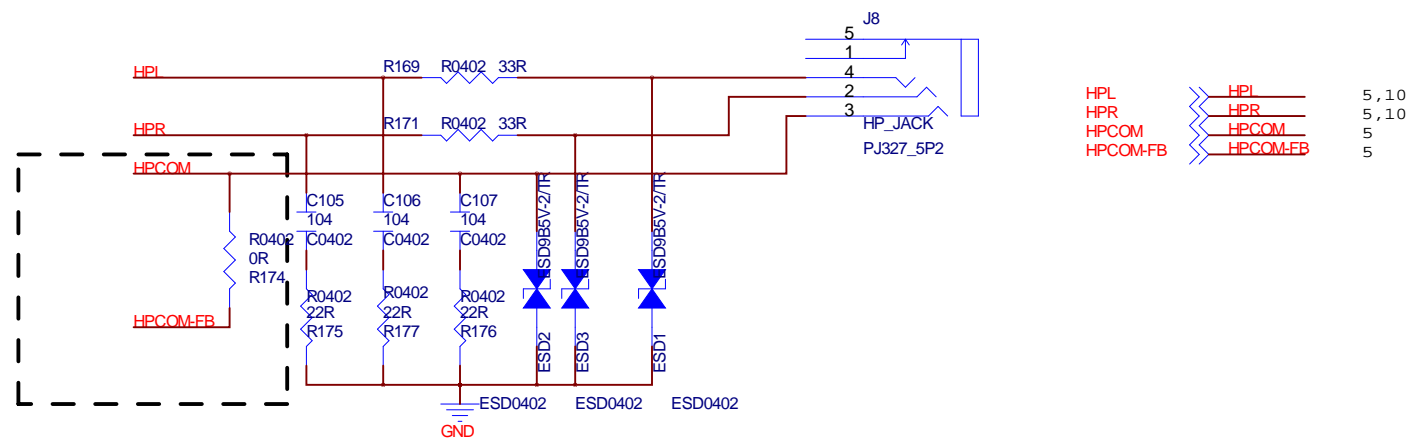 J8
5
1
HPL
R169 R0402 33R
4
2
HPR
R171 R0402 33R
3
HP_JACK
PJ327_5P2
HPCOM
HPL HPL 5,10
HPR HPR 5,10
HPCOM HPCOM 5
HPCOM-FB HPCOM-FB 5
C105
104
C0402
C106
104
C0402
C107
104
C0402
ESD9B5V-2/TR
ESD9B5V-2/TR
ESD9B5V-2/TR
R0402
0R
R174
HPCOM-FB
R0402
22R
R175
R0402
22R
R177
R0402
22R
R176
ESD2
ESD3
ESD1
ESD0402 ESD0402 ESD0402
GND